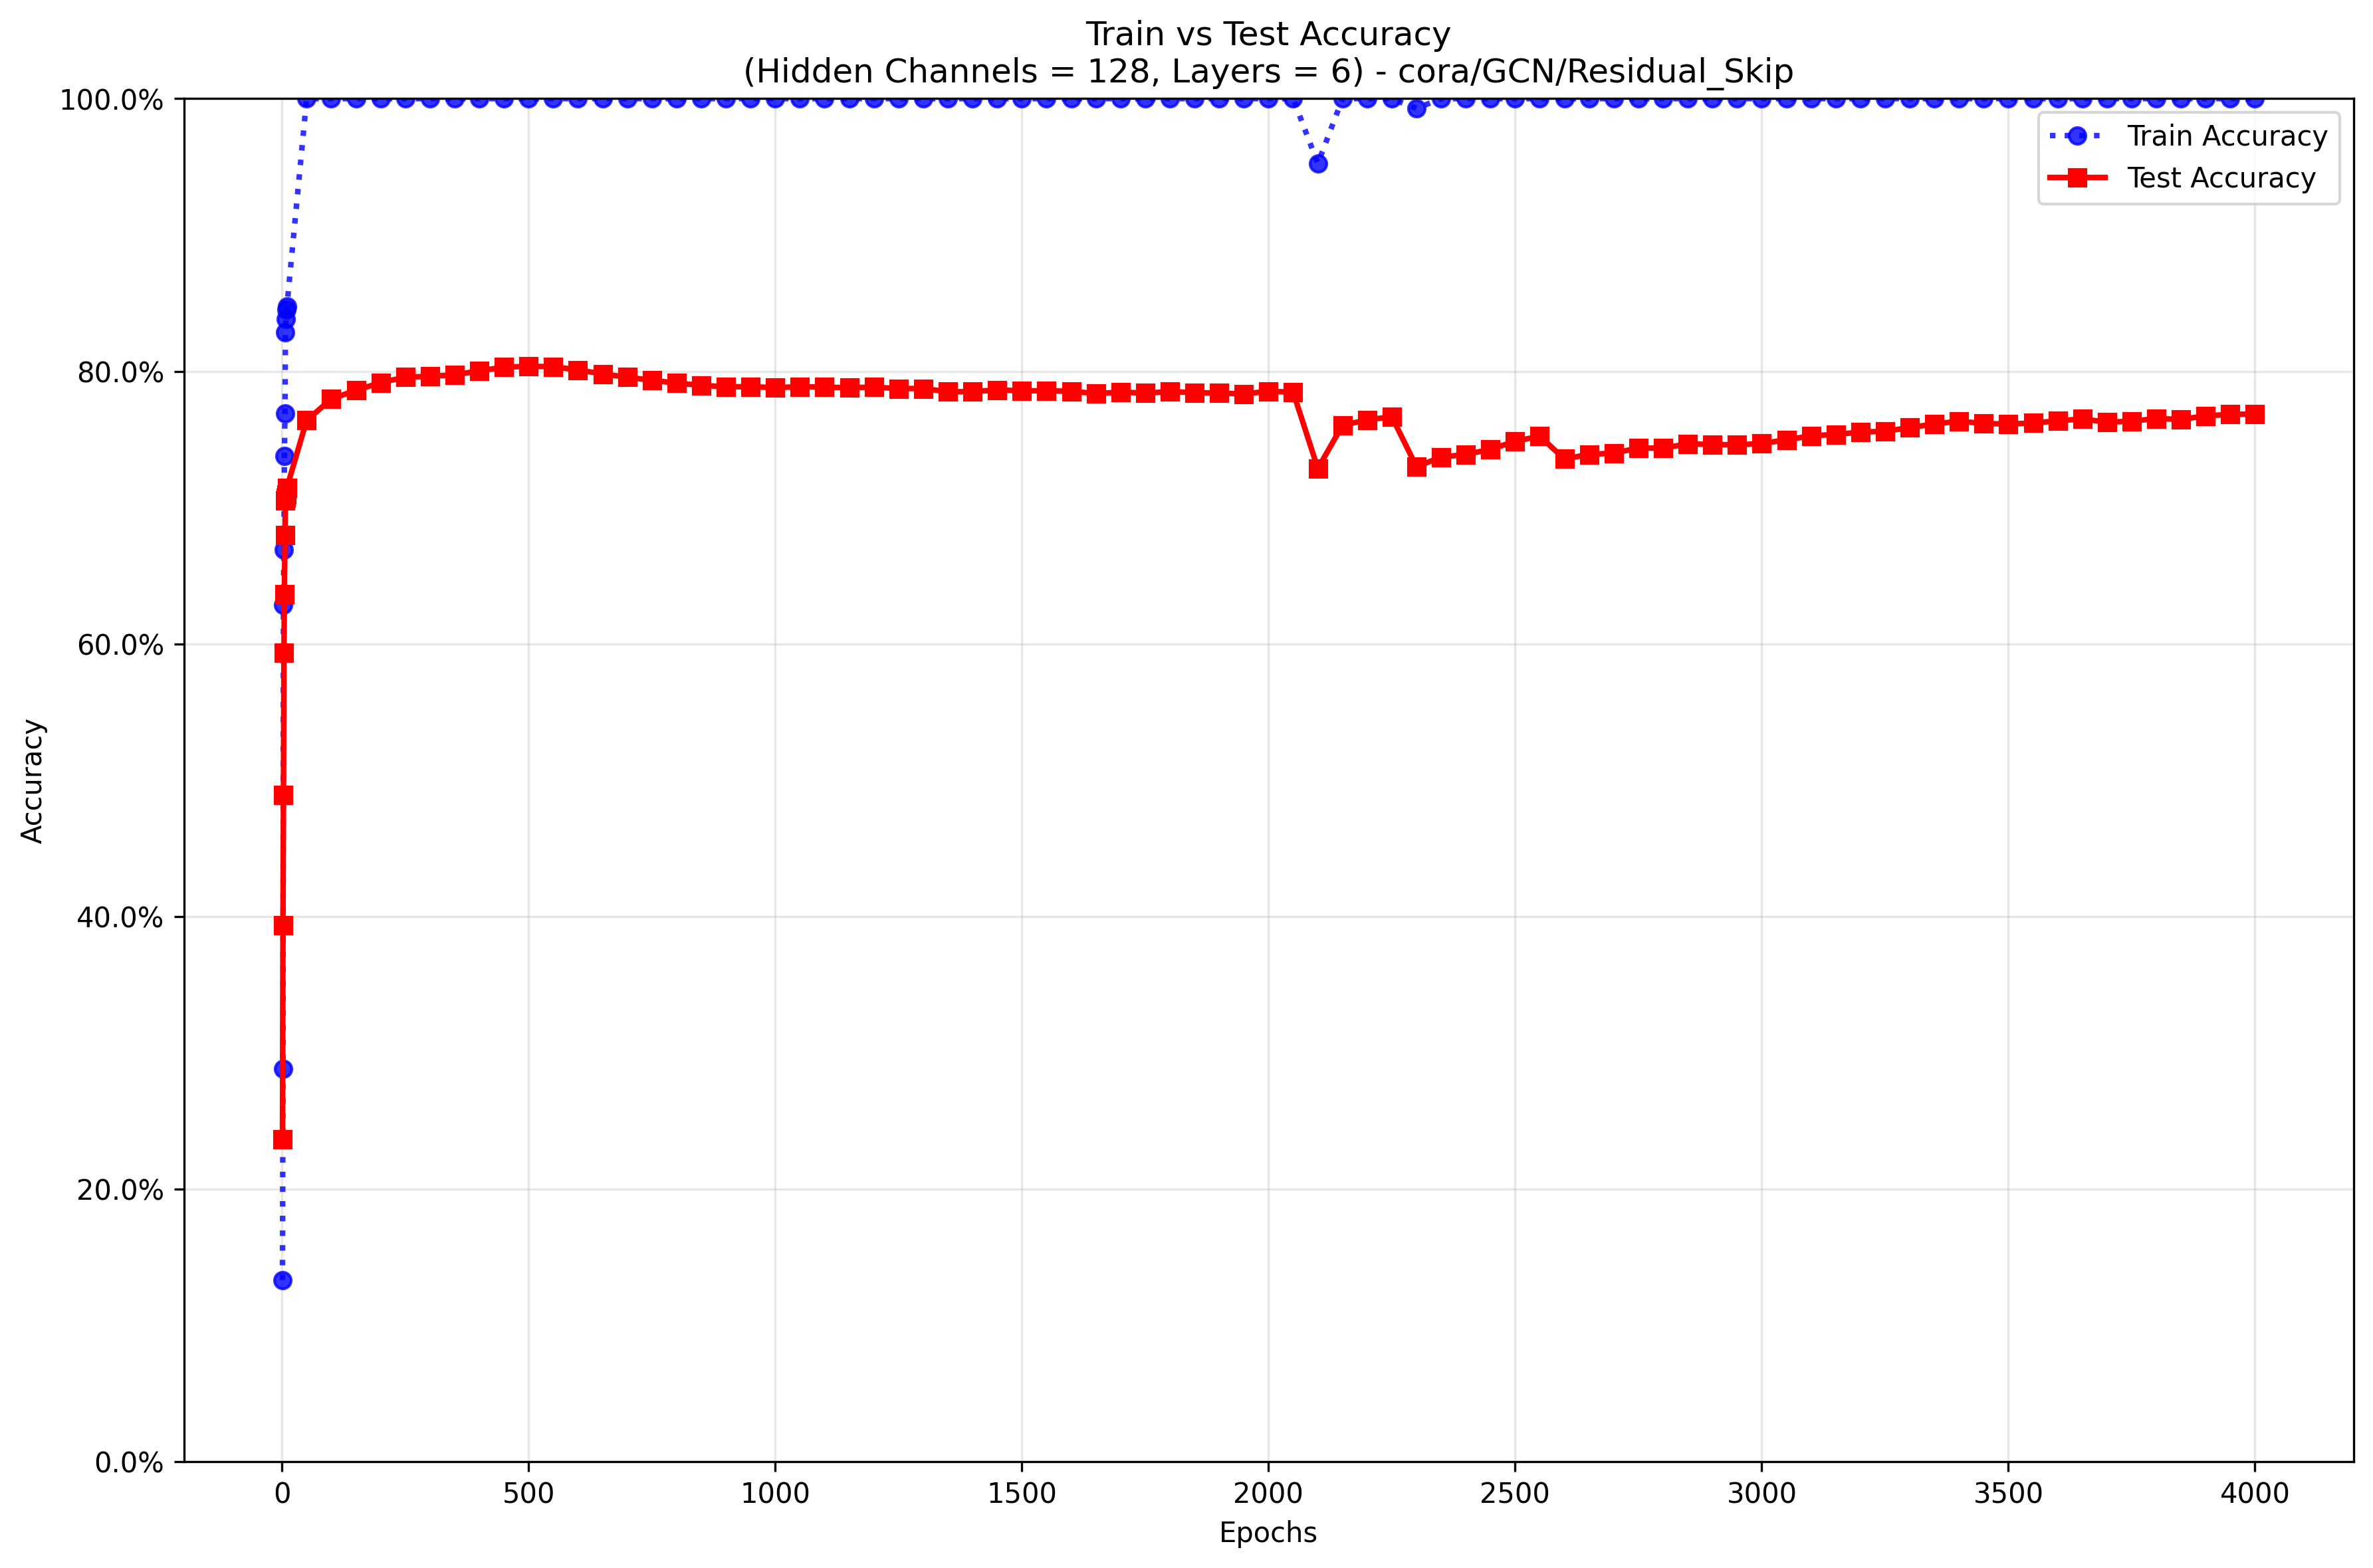 Train vs Test Accuracy
(Hidden Channels = 128, Layers = 6) - cora/GCN/Residual_Skip
100.0%
80.0%
60.0%
40.0%
20.0%
0.0%
Accuracy
Train Accuracy
Test Accuracy
0 500 1000 1500 2000 2500 3000 3500 4000
Epochs